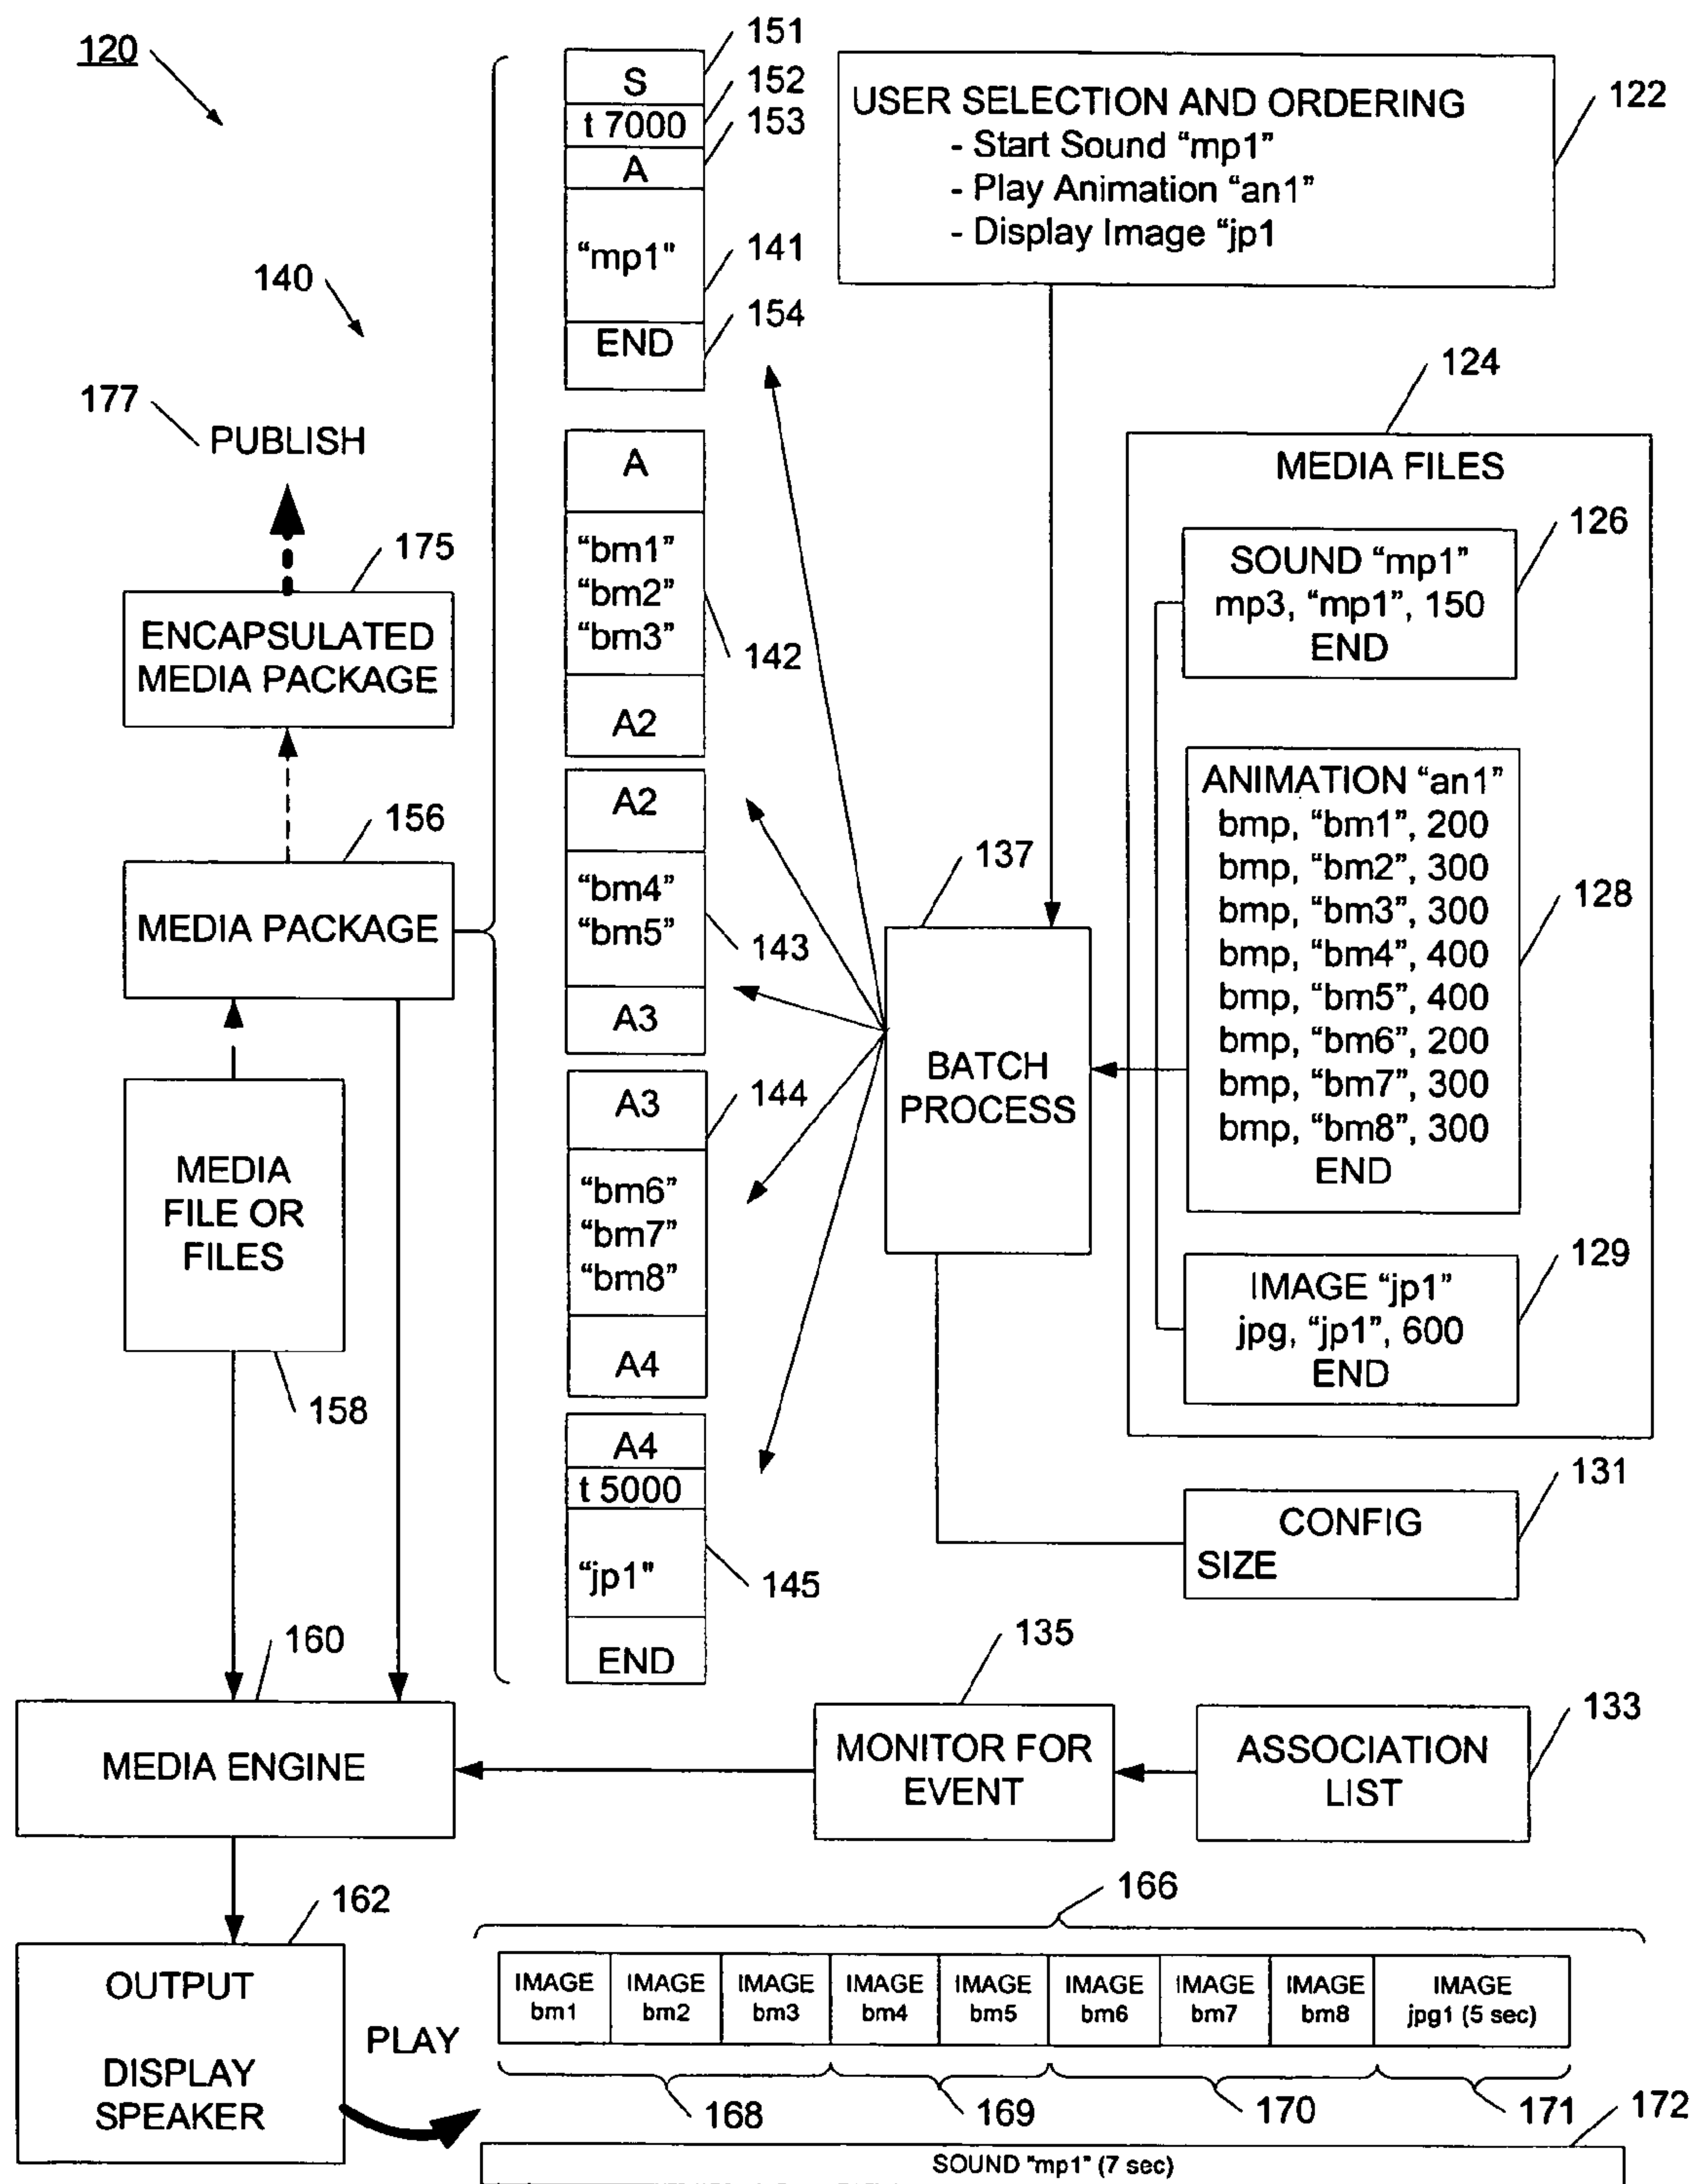 120
140
177
PUBLISH
175
ENCAPSULATED
MEDIA PACKAGE
156
MEDIA PACKAGE
MEDIA
FILE OR
FILES
158
151
S
152
t 7000
153
A
“mp1"
141
154
END
A
“bm1”
“bm2”
“bm3”
142
A2
A2
“bm4”
“bm5”
143
A3
A3
144
“bm6”
“bm7”
“bm8”
A4
A4
t 5000
“jp1"
145
END
USER SELECTION AND ORDERING
- Start Sound “mp1”
- Play Animation “an1”
- Display Image “jp1
122
124
MEDIA FILES
126
SOUND “mp1”
mp3, “mp1”, 150
END
ANIMATION “an1”
bmp, “bm1”, 200
bmp, “bm2”, 300
bmp, “bm3”, 300
bmp, “bm4”, 400
bmp, “bm5”, 400
bmp, “bm6”, 200
bmp, “bm7”, 300
bmp, “bm8”, 300
END
128
129
IMAGE “jp1”
jpg, “jp1”, 600
END
137
BATCH
PROCESS
131
CONFIG
SIZE
160
MEDIA ENGINE
135
MONITOR FOR
EVENT
133
ASSOCIATION
LIST
162
OUTPUT
DISPLAY
SPEAKER
PLAY
166
IMAGE
bm1
IMAGE
bm2
IMAGE
bm3
IMAGE
bm4
IMAGE
bm5
IMAGE
bm6
IMAGE
bm7
IMAGE
bm8
IMAGE
jpg1 (5 sec)
168
169
170
171
172
SOUND "mp1" (7 sec)